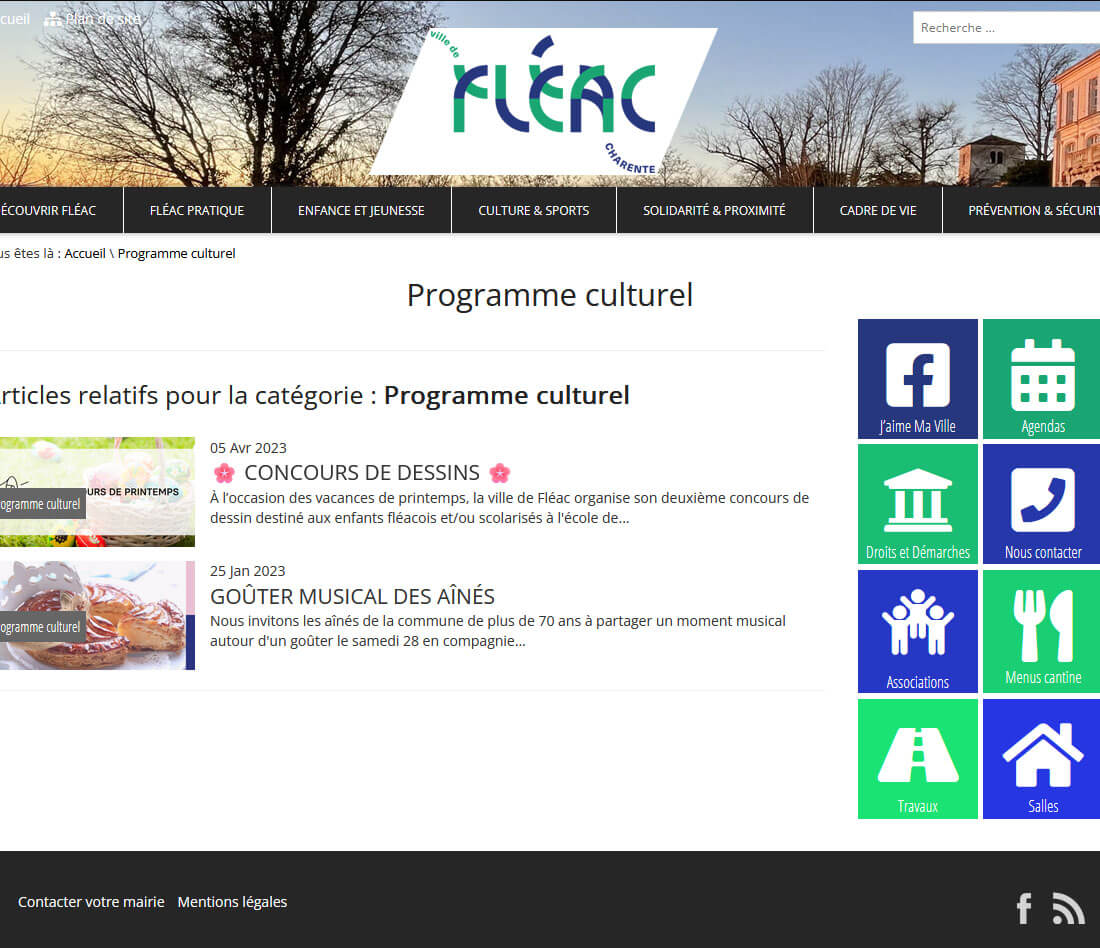 cueil Plan de site
Recherche ...
ville de
FLÉAC
CHARENTE
ÉCOUVRIR FLÉAC
FLÉAC PRATIQUE
ENFANCE ET JEUNESSE
CULTURE & SPORTS
SOLIDARITÉ & PROXIMITÉ
CADRE DE VIE
PRÉVENTION & SÉCURIT
us êtes là : Accueil \ Programme culturel
Programme culturel
rticles relatifs pour la catégorie : Programme culturel
URS DE PRINTEMPS
ogramme culturel
05 Avr 2023
🌸 CONCOURS DE DESSINS 🌸
À l’occasion des vacances de printemps, la ville de Fléac organise son deuxième concours de
dessin destiné aux enfants fléacois et/ou scolarisés à l'école de...
ogramme culturel
25 Jan 2023
GOÛTER MUSICAL DES AÎNÉS
Nous invitons les aînés de la commune de plus de 70 ans à partager un moment musical
autour d'un goûter le samedi 28 en compagnie...
J’aime Ma Ville
Agendas
Droits et Démarches
Nous contacter
Associations
Menus cantine
Travaux
Salles
Contacter votre mairie Mentions légales